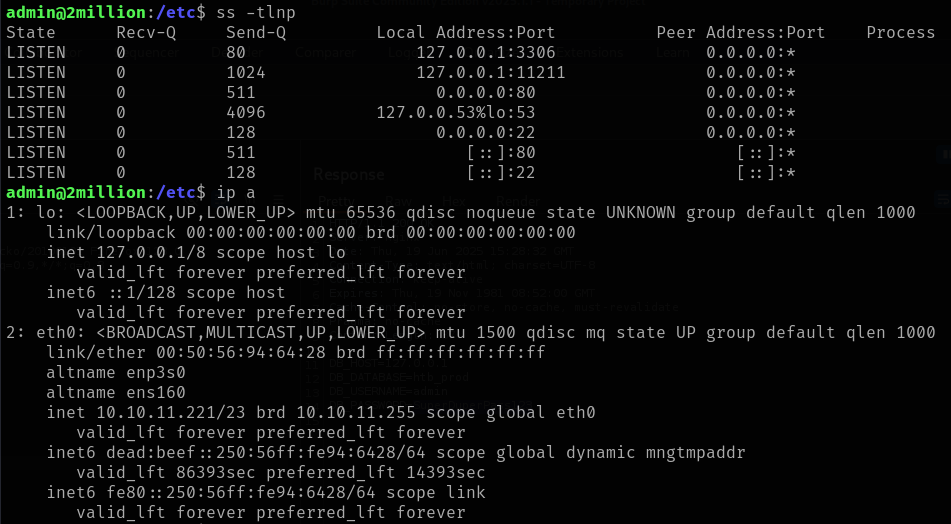 admin@2million:/etc$ ss -tlnp
State Recv-Q Send-Q Local Address:Port Peer Address:Port Process
LISTEN 0 80 127.0.0.1:3306 0.0.0.0:*
LISTEN 0 1024 127.0.0.1:11211 0.0.0.0:*
LISTEN 0 511 0.0.0.0:80 0.0.0.0:*
LISTEN 0 4096 127.0.0.53%lo:53 0.0.0.0:*
LISTEN 0 128 0.0.0.0:22 0.0.0.0:*
LISTEN 0 511 [::]:80 [::]:*
LISTEN 0 128 [::]:22 [::]:*
admin@2million:/etc$ ip a
1: lo: <LOOPBACK,UP,LOWER_UP> mtu 65536 qdisc noqueue state UNKNOWN group default qlen 1000
link/loopback 00:00:00:00:00:00 brd 00:00:00:00:00:00
inet 127.0.0.1/8 scope host lo
valid_lft forever preferred_lft forever
inet6 ::1/128 scope host
valid_lft forever preferred_lft forever
2: eth0: <BROADCAST,MULTICAST,UP,LOWER_UP> mtu 1500 qdisc mq state UP group default qlen 1000
link/ether 00:50:56:94:64:28 brd ff:ff:ff:ff:ff:ff
altname enp3s0
altname ens160
inet 10.10.11.221/23 brd 10.10.11.255 scope global eth0
valid_lft forever preferred_lft forever
inet6 dead:beef::250:56ff:fe94:6428/64 scope global dynamic mngtmpaddr
valid_lft 86393sec preferred_lft 14393sec
inet6 fe80::250:56ff:fe94:6428/64 scope link
valid_lft forever preferred_lft forever